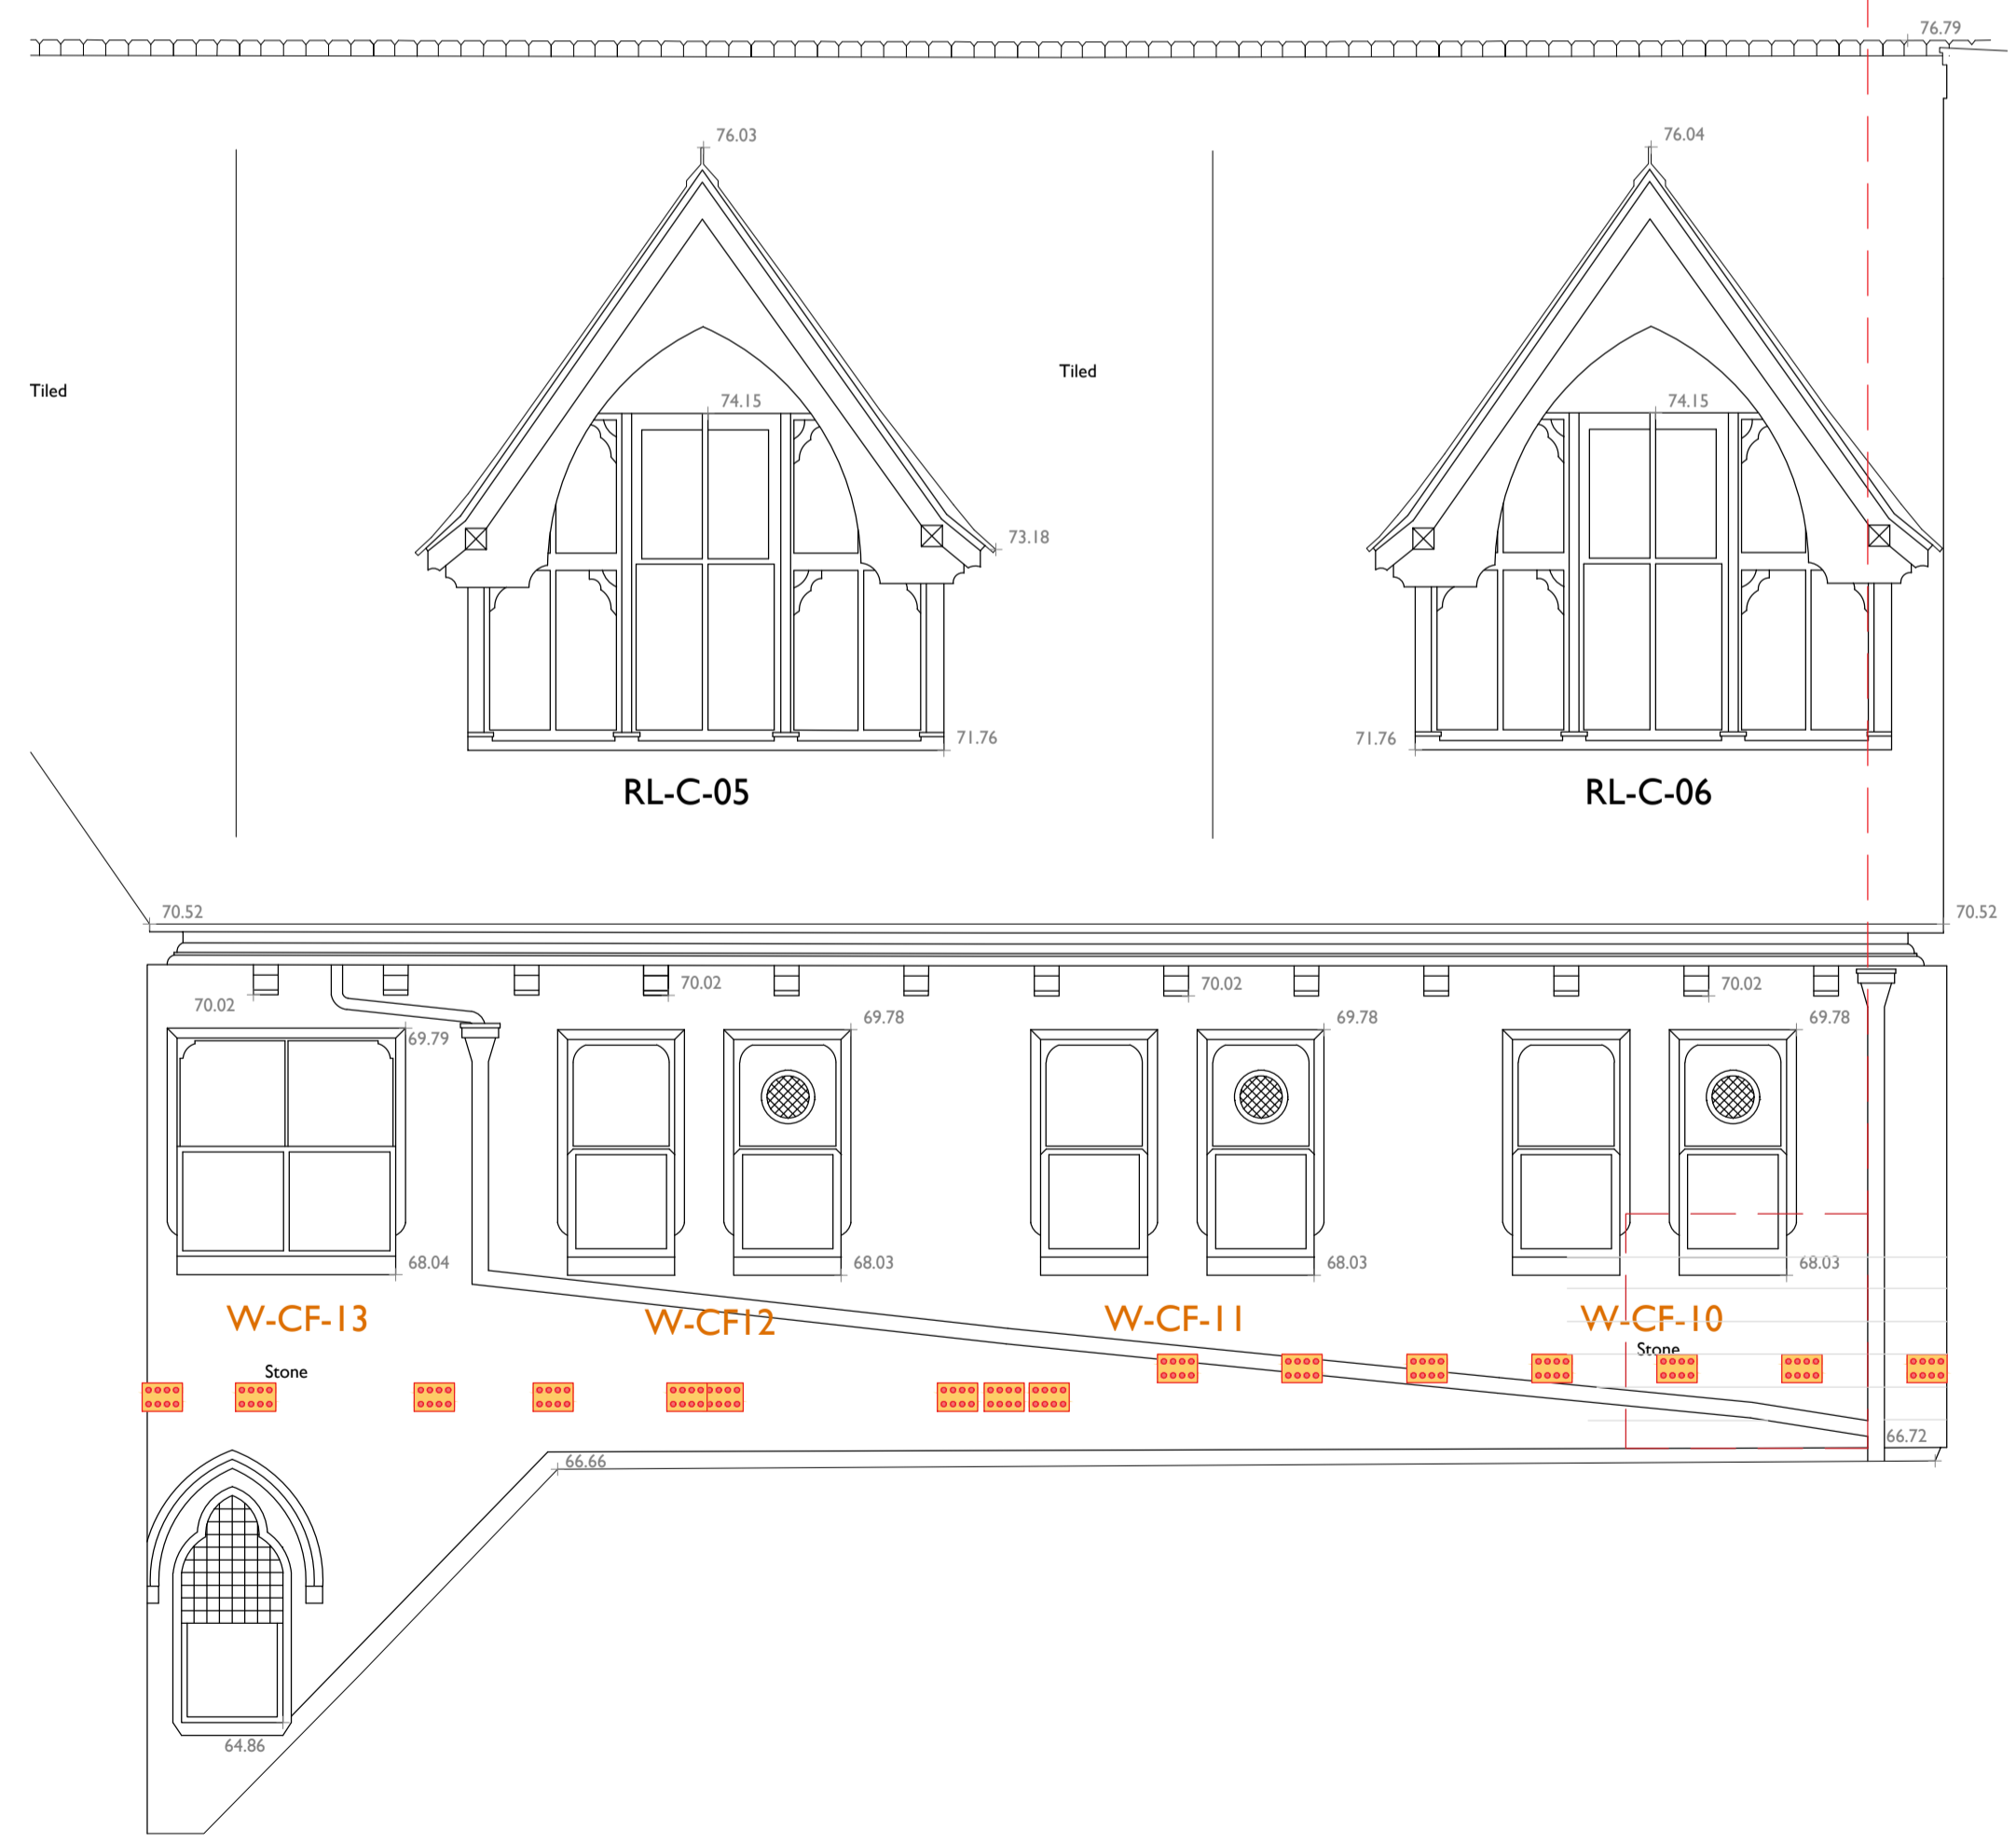 76.79
76.03
76.04
Tiled
Tiled
74.15
74.15
73.18
71.76
71.76
RL-C-05
RL-C-06
70.52
70.52
70.02
70.02
70.02
70.02
69.79
69.78
69.78
69.78
68.04
68.03
68.03
68.03
W-CF-13
W-CF12
W-CF-11
W-CF-10
Stone
Stone
66.66
66.72
64.86